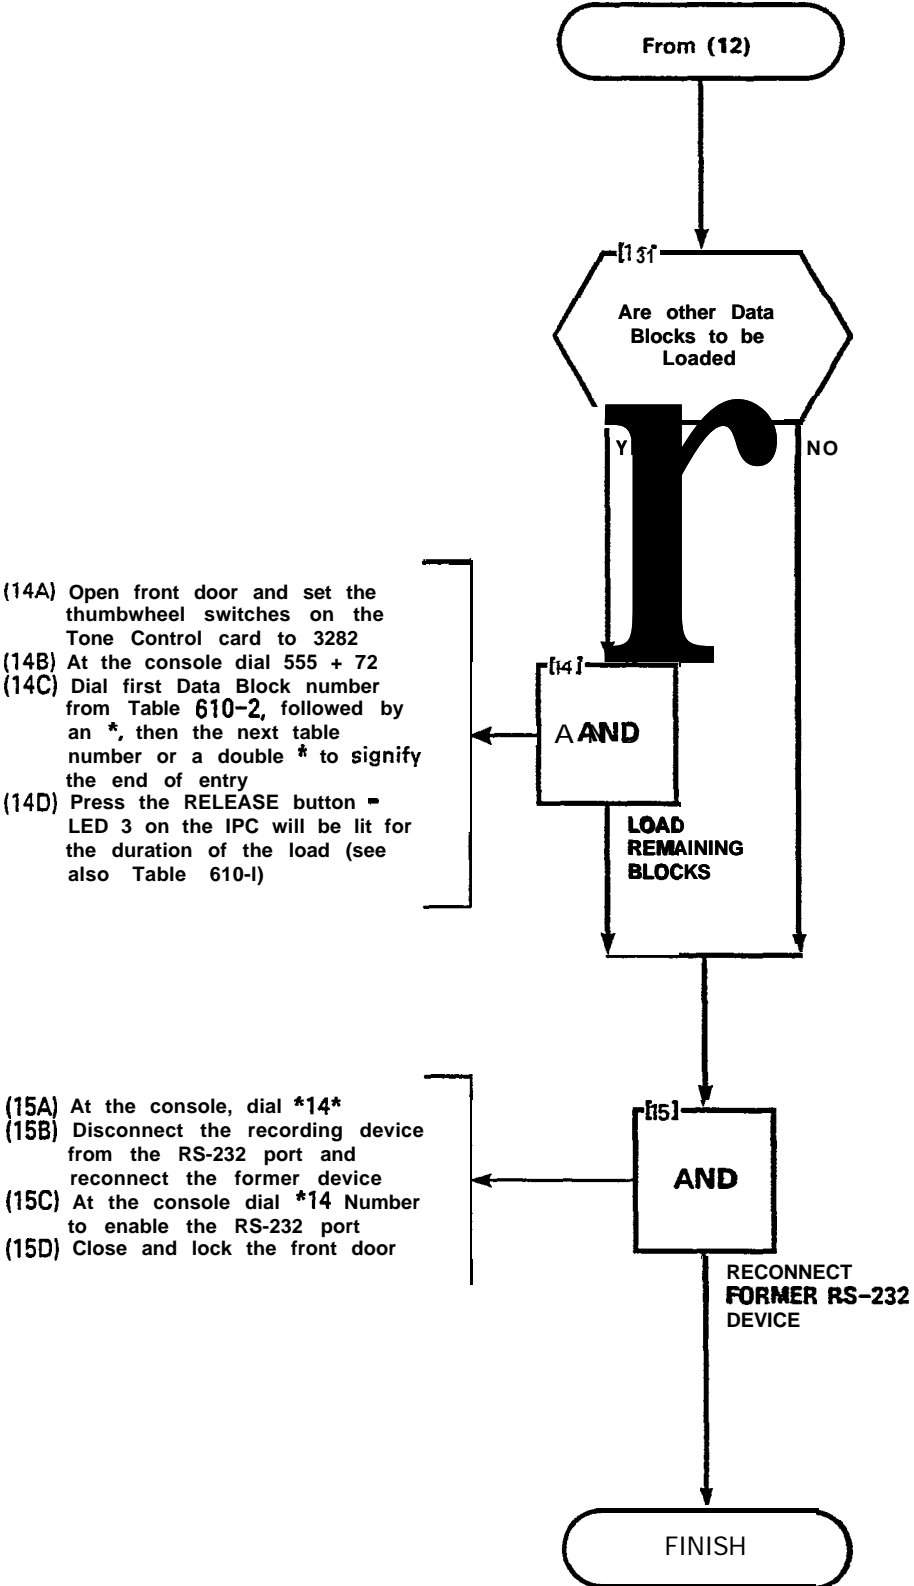 From (12)
Are other Data
Blocks to be
Loaded
NO
(14A) Open front door and set the
thumbwheel switches on the
Tone Control card to 3282
(14B) At the console dial 555 + 72
(14C) Dial first Data Block number
from Table 610-2, followed by
an *, then the next table
number or a double * to signify
the end of entry
(14D) Press the RELEASE button -
LED 3 on the IPC will be lit for
the duration of the load (see
also Table 610-I)
[14]
AND
LOAD
REMAINING
BLOCKS
(15A) At the console, dial *14*
(15B) Disconnect the recording device
from the RS-232 port and
reconnect the former device
(15C) At the console dial *14 Number
to enable the RS-232 port
(15D) Close and lock the front door
[15]
AND
RECONNECT
FORMER RS-232
DEVICE
FINISH